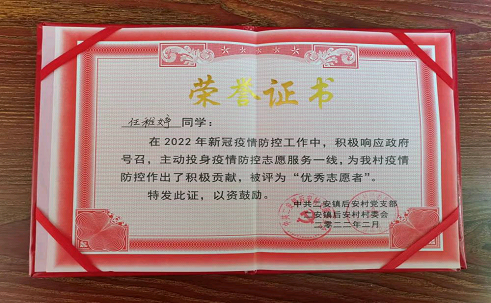 荣誉证书
任雅婷 同学：
在2022年新冠疫情防控工作中，积极响应政府
号召，主动投身疫情防控志愿服务一线，为我村疫情
防控作出了积极贡献，被评为“优秀志愿者”。
特发此证，以资鼓励。
中共二安镇后安村党支部
二安镇后安村村委会
二〇二二年二月